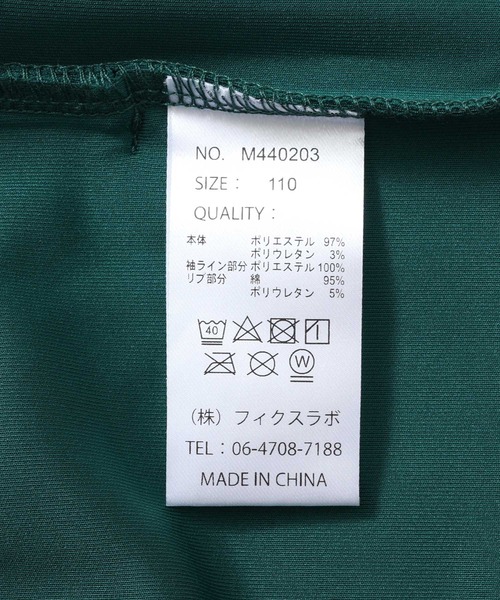 NO. M440203
SIZE : 110
QUALITY :
本体 ポリエステル 97%
ポリウレタン 3%
袖ライン部分 ポリエステル 100%
リブ部分 綿 95%
ポリウレタン 5%
40
W
（株）フィクスラボ
TEL : 06-4708-7188
MADE IN CHINA